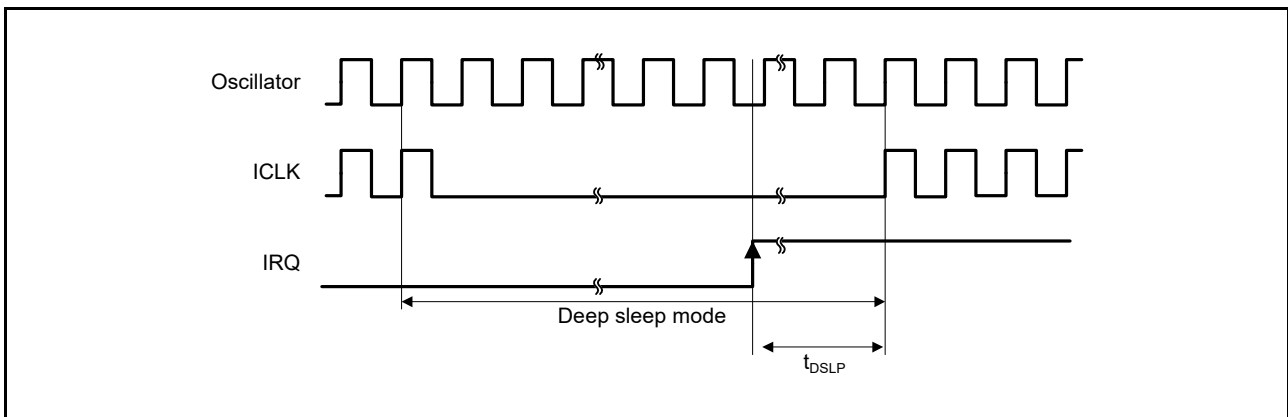 Oscillator
ICLK
IRQ
Deep sleep mode
tDSLP